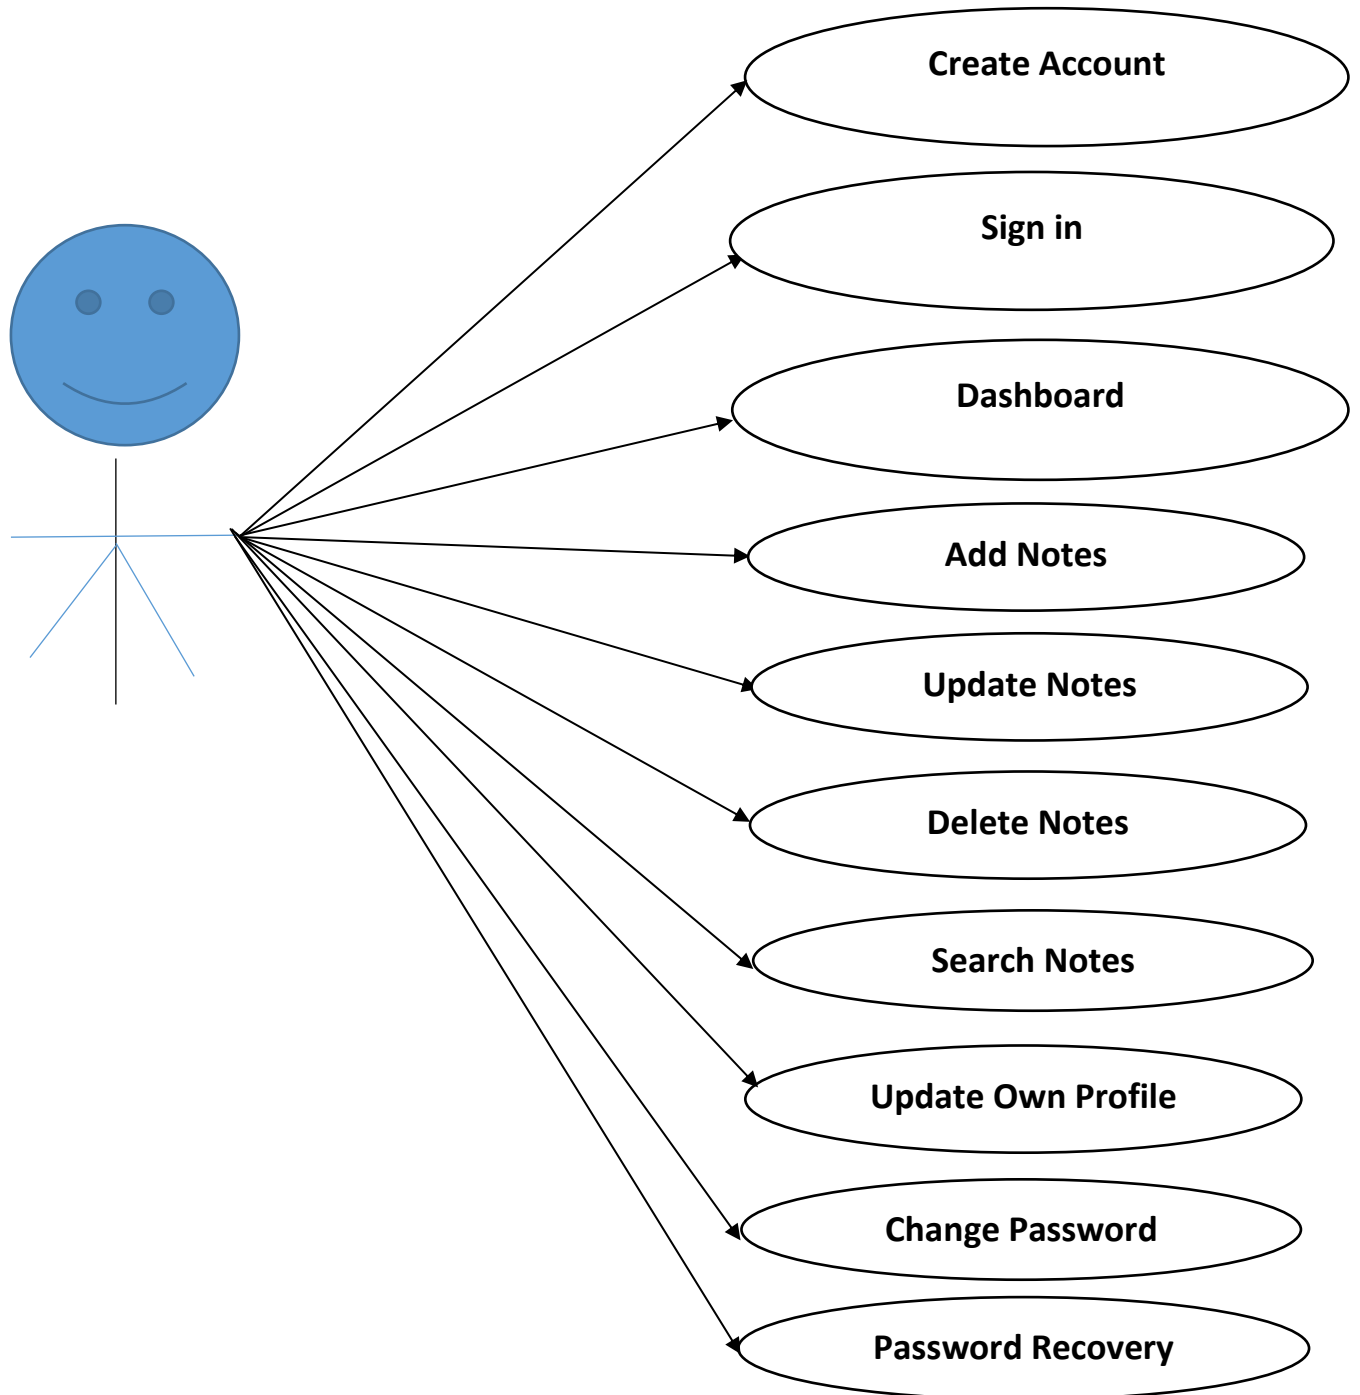 Create Account
Sign in
Dashboard
Add Notes
Update Notes
Delete Notes
Search Notes
Update Own Profile
Change Password
Password Recovery